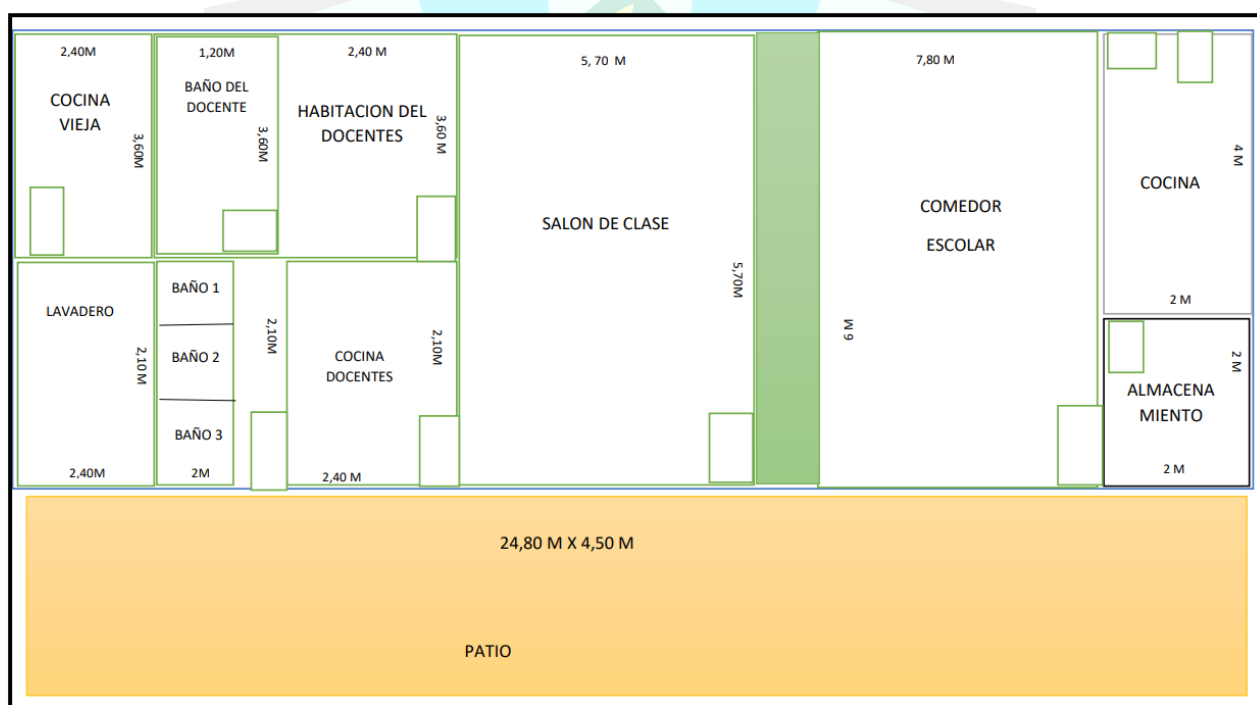 2,40M
COCINA
VIEJA
3,60M
1,20M
BAÑO DEL
DOCENTE
3,60M
2,40 M
HABITACION DEL
DOCENTES
3,60 M
5, 70 M
SALON DE CLASE
5,70M
7,80 M
COMEDOR
ESCOLAR
6 M
4 M
COCINA
2 M
LAVADERO
2,10 M
2,40M
BAÑO 1
BAÑO 2
BAÑO 3
2M
2,10M
COCINA
DOCENTES
2,10M
2,40 M
2 M
ALMACENA
MIENTO
2 M
24,80 M X 4,50 M
PATIO